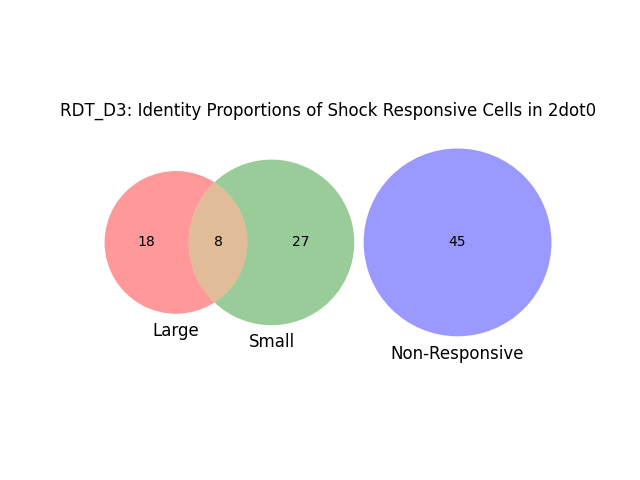 RDT_D3: Identity Proportions of Shock Responsive Cells in 2dot0
18
8
27
45
Large
Small
Non-Responsive